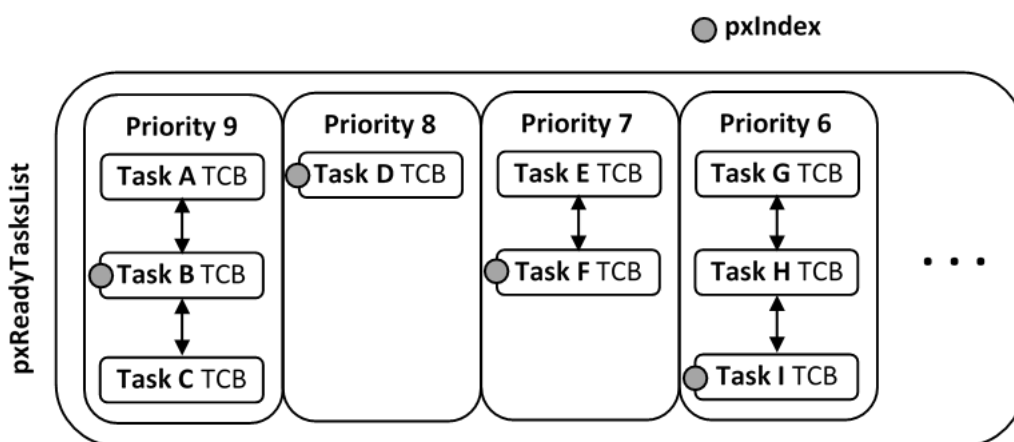 pxIndex
pxReadyTasksList
Priority 9
Task A TCB
Task B TCB
Task C TCB
Priority 8
Task D TCB
Priority 7
Task E TCB
Task F TCB
Priority 6
Task G TCB
Task H TCB
Task I TCB
. . .